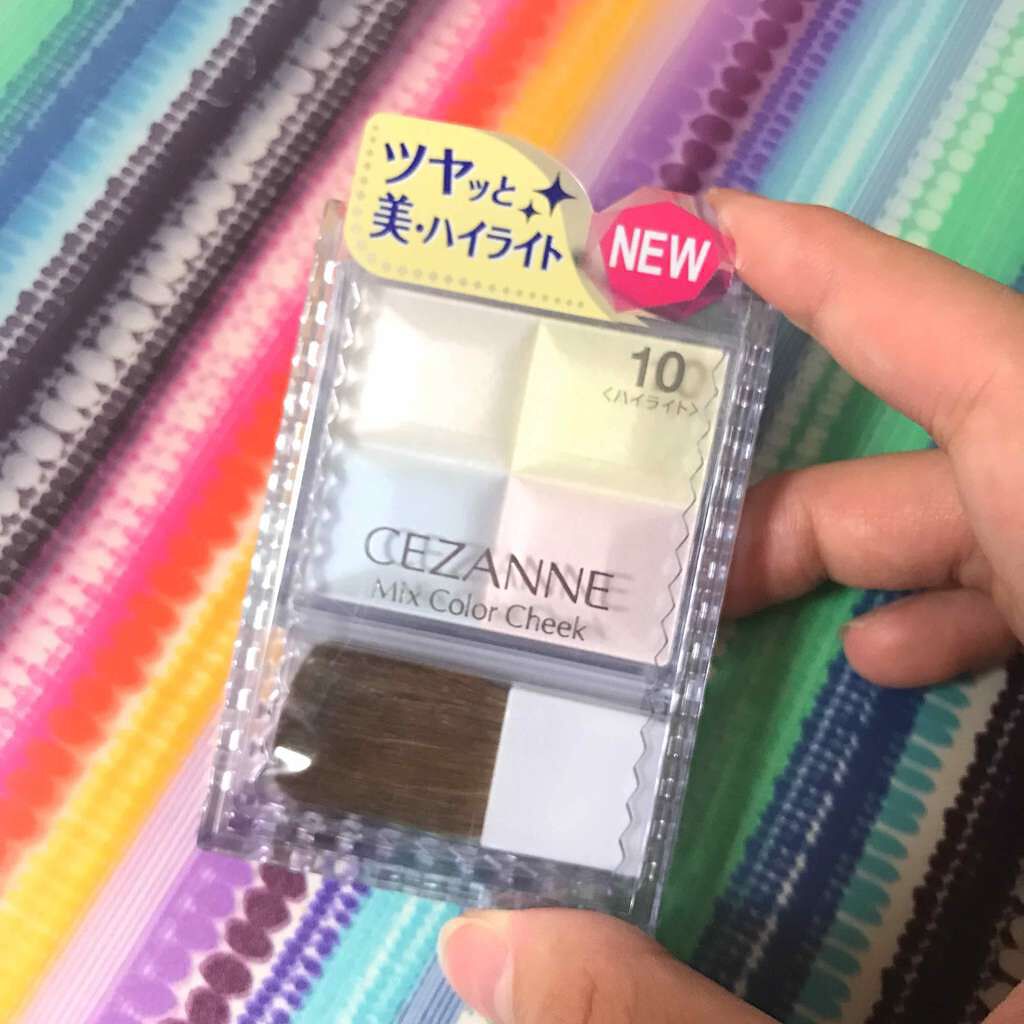 ツヤッと
美・ハイライト
NEW
10
〈ハイライト〉
CEZANNE
Mix Color Cheek